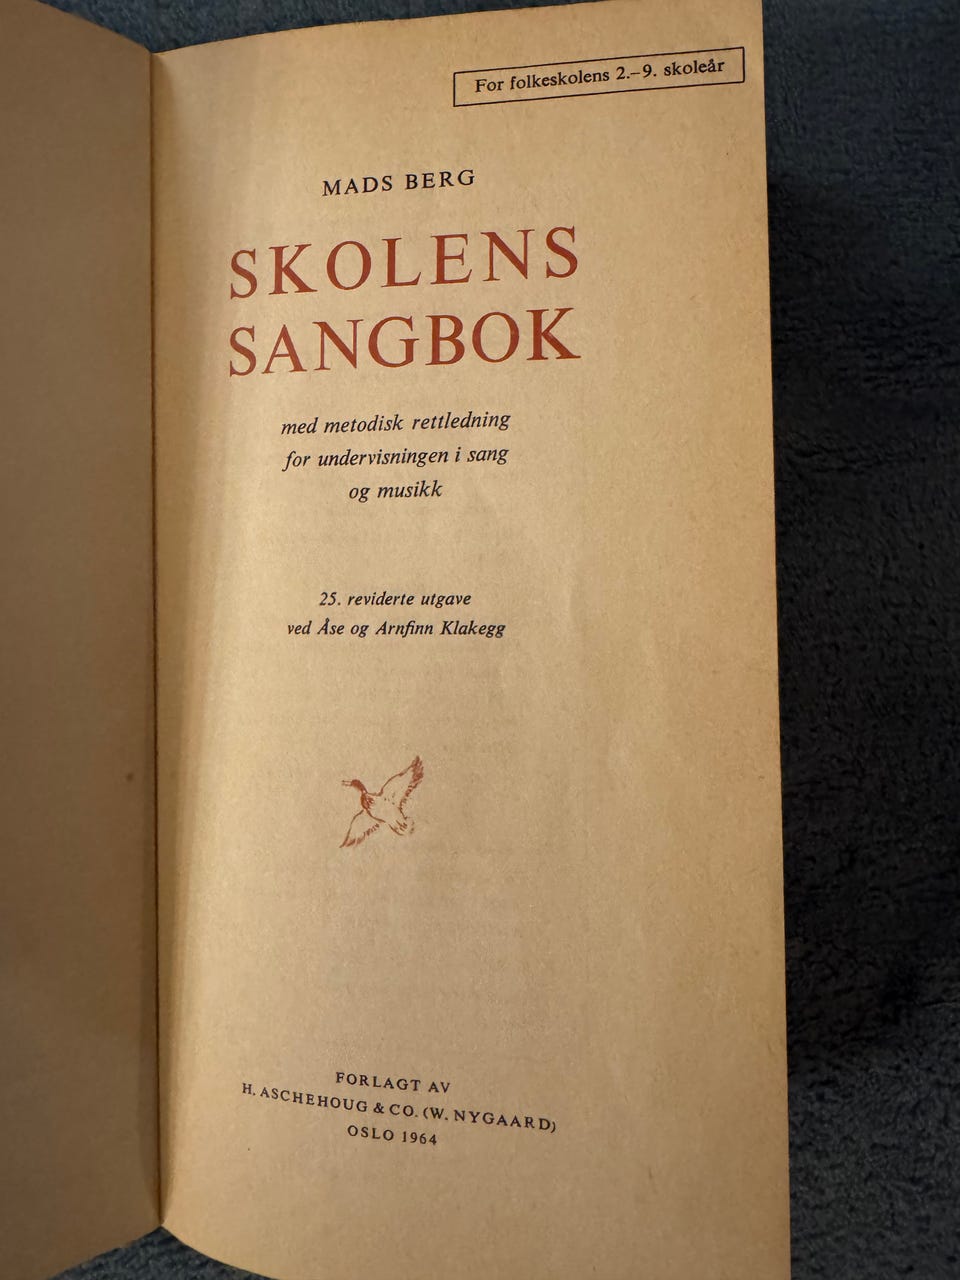 For folkeskolens 2.–9. skoleår
MADS BERG
SKOLENS
SANGBOK
med metodisk rettledning
for undervisningen i sang
og musikk
25. reviderte utgave
ved Åse og Arnfinn Klakegg
FORLAGT AV
H. ASCHEHOUG & CO. (W. NYGAARD)
OSLO 1964